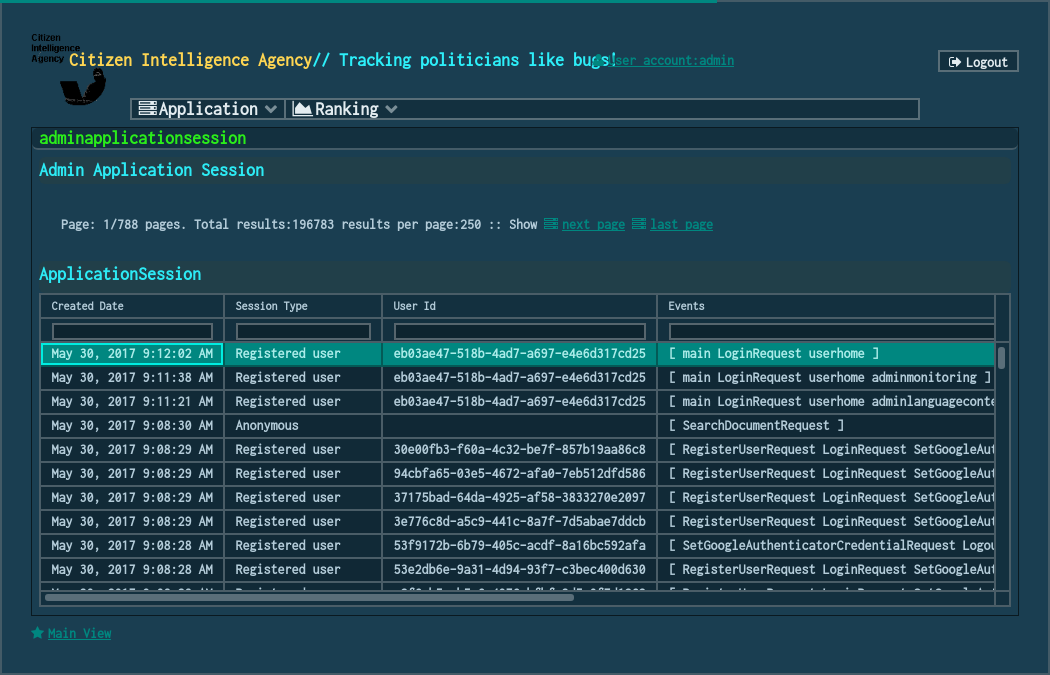 Citizen
Intelligence
Agency
Citizen Intelligence Agency// Tracking politicians like bugs!
User account:admin
Logout
Application Ranking
adminapplicationsession
Admin Application Session
Page: 1/788 pages. Total results:196783 results per page:250 :: Show next page last page
ApplicationSession
Created Date Session Type User Id Events
May 30, 2017 9:12:02 AM Registered user eb03ae47-518b-4ad7-a697-e4e6d317cd25 [ main LoginRequest userhome ]
May 30, 2017 9:11:38 AM Registered user eb03ae47-518b-4ad7-a697-e4e6d317cd25 [ main LoginRequest userhome adminmonitoring ]
May 30, 2017 9:11:21 AM Registered user eb03ae47-518b-4ad7-a697-e4e6d317cd25 [ main LoginRequest userhome adminlanguageconte
May 30, 2017 9:08:30 AM Anonymous [ SearchDocumentRequest ]
May 30, 2017 9:08:29 AM Registered user 30e00fb3-f60a-4c32-be7f-857b19aa86c8 [ RegisterUserRequest LoginRequest SetGoogleAut
May 30, 2017 9:08:29 AM Registered user 94cbfa65-03e5-4672-afa0-7eb512dfd586 [ RegisterUserRequest LoginRequest SetGoogleAut
May 30, 2017 9:08:29 AM Registered user 37175bad-64da-4925-af58-3833270e2097 [ RegisterUserRequest LoginRequest SetGoogleAut
May 30, 2017 9:08:29 AM Registered user 3e776c8d-a5c9-441c-8a7f-7d5abae7ddcb [ RegisterUserRequest LoginRequest SetGoogleAut
May 30, 2017 9:08:28 AM Registered user 53f9172b-6b79-405c-acdf-8a16bc592afa [ SetGoogleAuthenticatorCredentialRequest Logou
May 30, 2017 9:08:28 AM Registered user 53e2db6e-9a31-4d94-93f7-c3bec400d630 [ RegisterUserRequest LoginRequest SetGoogleAut
Main View